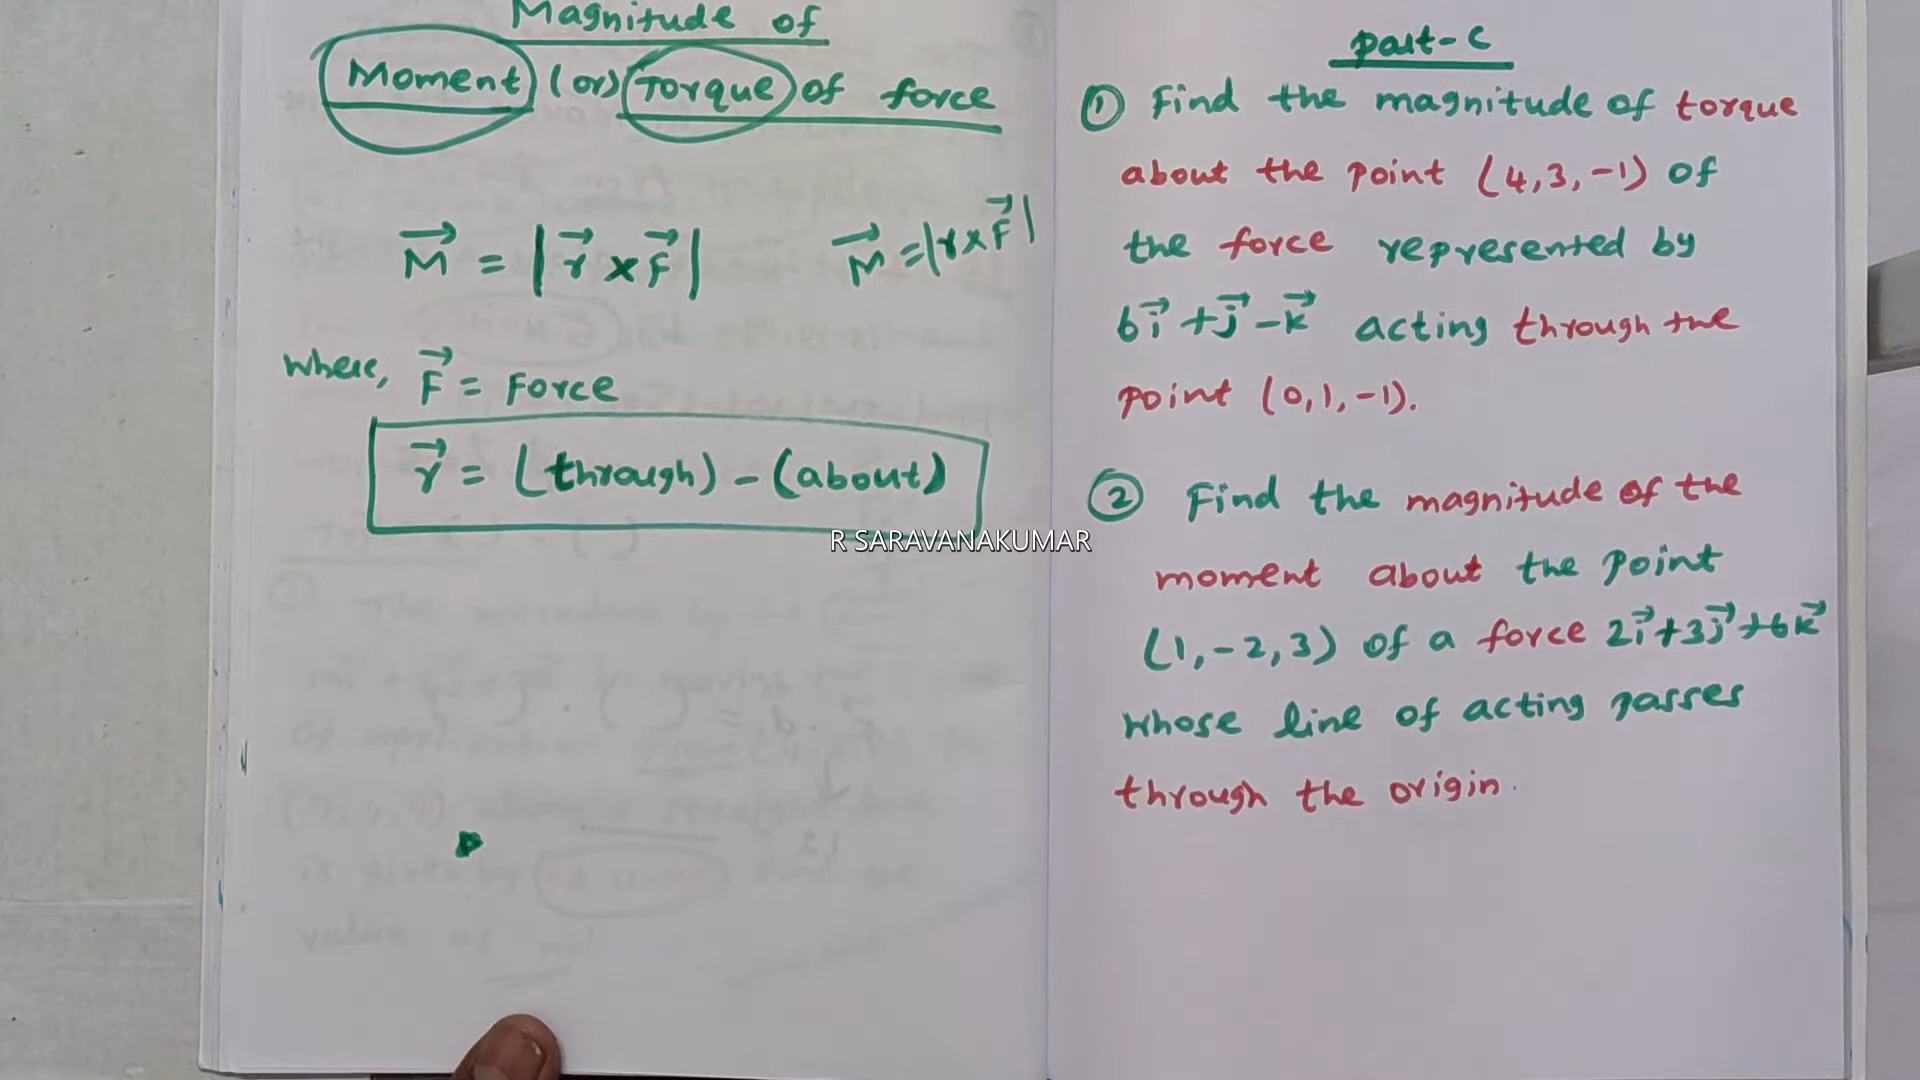 Magnitude of
Moment (or) Torque of force
M⃗ = |r⃗ × F⃗|
M⃗ = |r × F⃗|
where, F⃗ = Force
r⃗ = (through) - (about)
R SARAVANAKUMAR
part-C
① Find the magnitude of torque
about the point (4,3,-1) of
the force represented by
6i⃗ + j⃗ - k⃗ acting through the
point (0,1,-1).
② Find the magnitude of the
moment about the point
(1,-2,3) of a force 2i⃗+3j⃗+6k⃗
whose line of acting passes
through the origin.